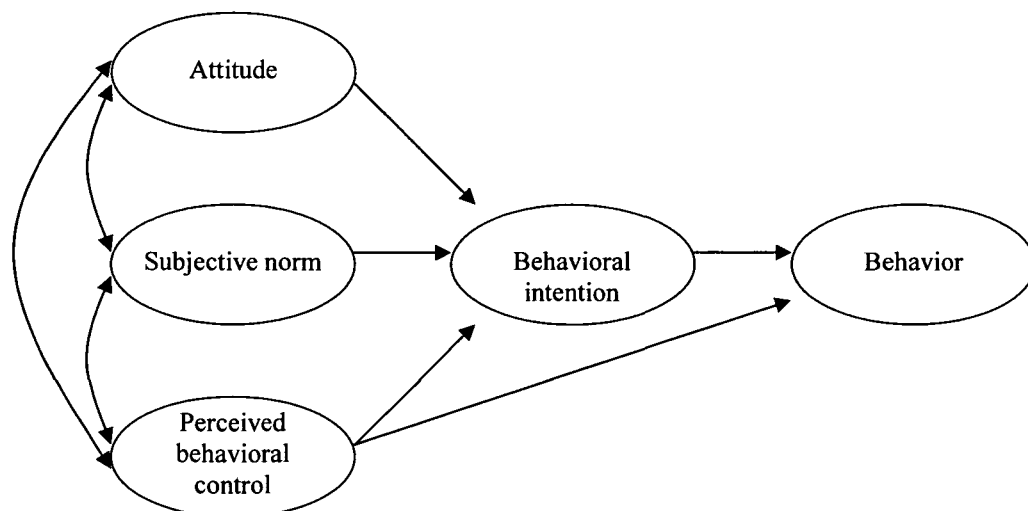 Attitude
Subjective norm
Behavioral
intention
Behavior
Perceived
behavioral
control